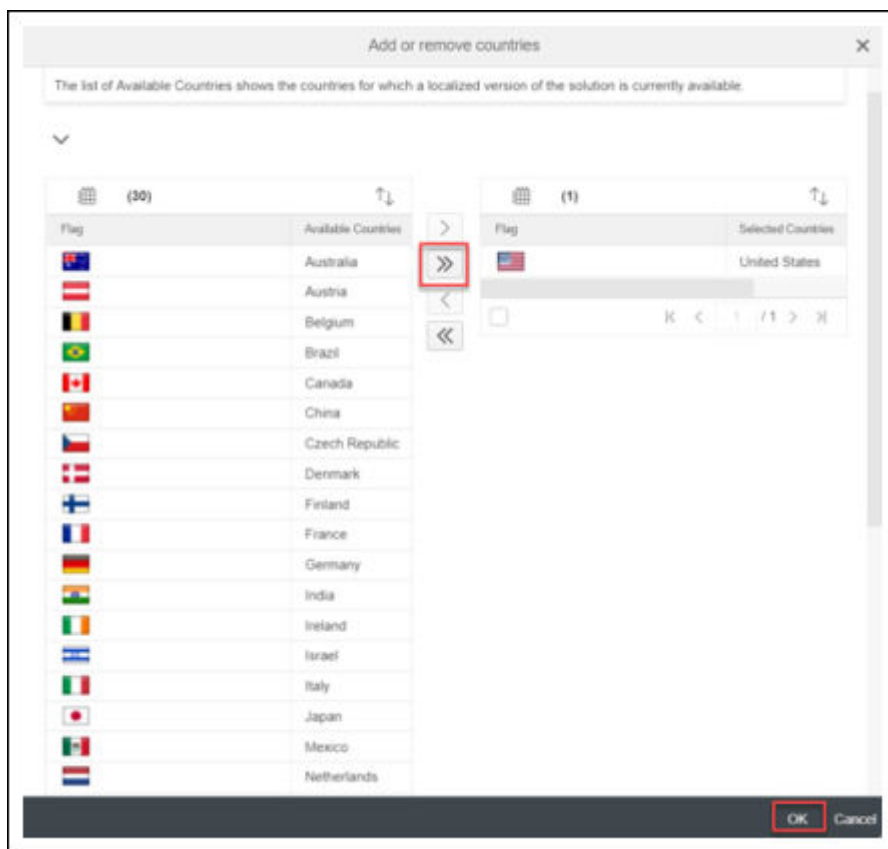 Add or remove countries
The list of Available Countries shows the countries for which a localized version of the solution is currently available.
(30)
Flag Available Countries
Australia
Austria
Belgium
Brazil
Canada
China
Czech Republic
Denmark
Finland
France
Germany
India
Ireland
Israel
Italy
Japan
Mexico
Netherlands
(1)
Flag Selected Countries
United States
1 / 1
OK Cancel